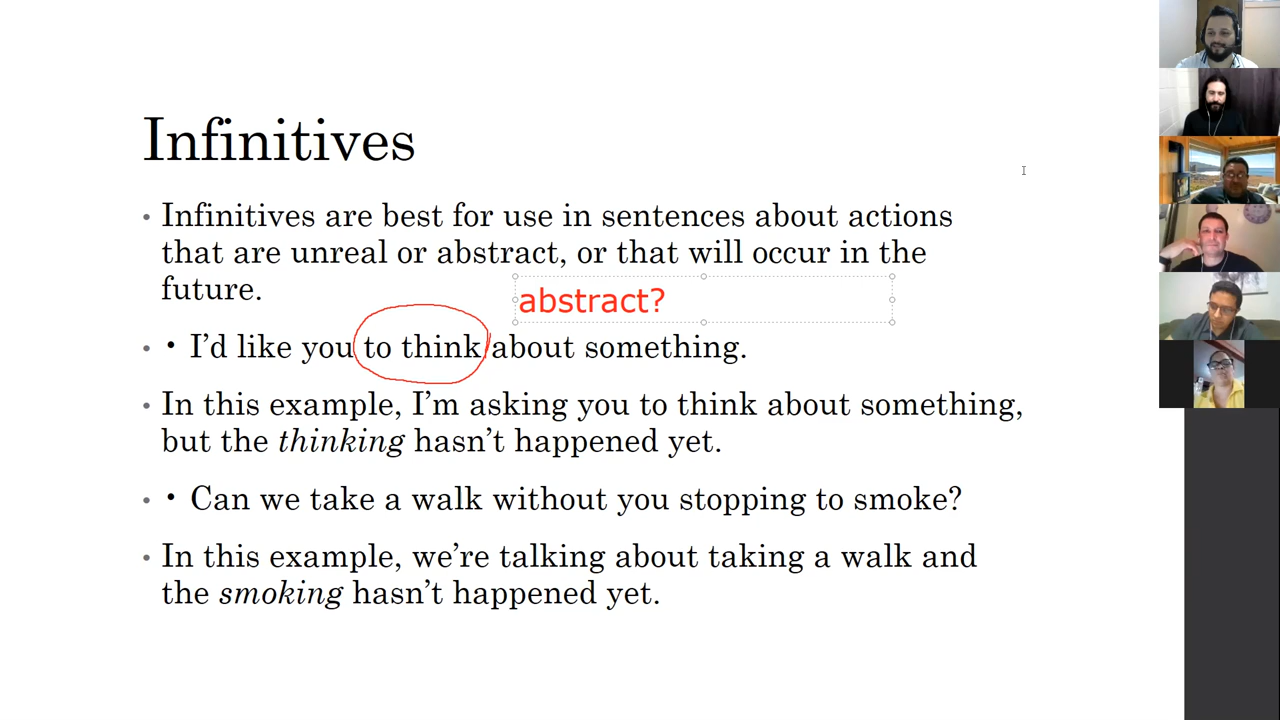 Infinitives
• Infinitives are best for use in sentences about actions
that are unreal or abstract, or that will occur in the
future.
abstract?
• • I’d like you to think about something.
• In this example, I’m asking you to think about something,
but the thinking hasn’t happened yet.
• • Can we take a walk without you stopping to smoke?
• In this example, we’re talking about taking a walk and
the smoking hasn’t happened yet.